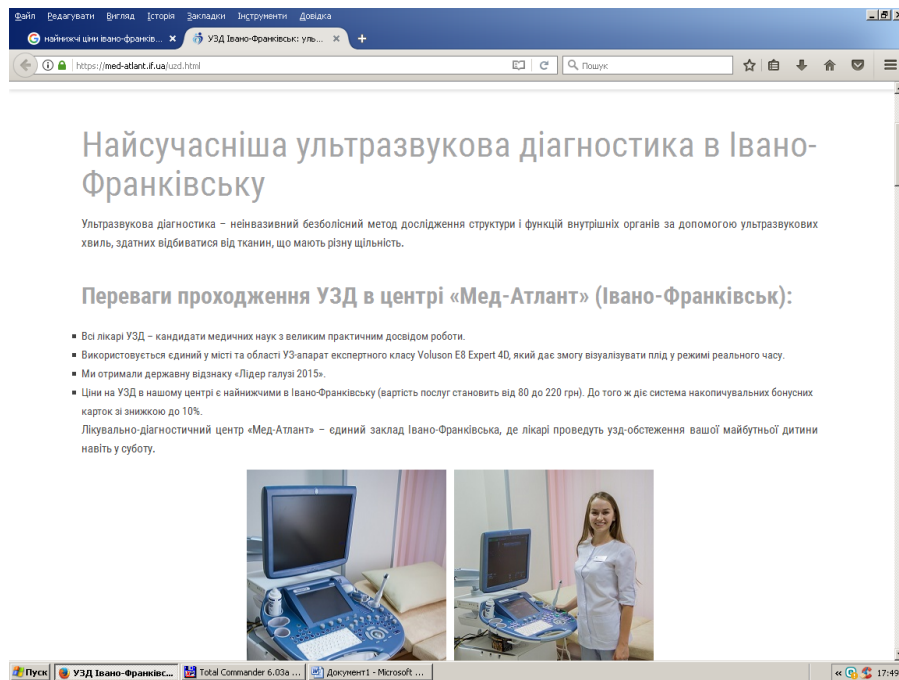 Файл Редагувати Вигляд Історія Закладки Інструменти Довідка
найнижчі ціни івано-франків...
УЗД Івано-Франківськ: уль...
https://med-atlant.if.ua/uzd.html
Пошук
Найсучасніша ультразвукова діагностика в Івано-
Франківську
Ультразвукова діагностика – неінвазивний безболісний метод дослідження структури і функцій внутрішніх органів за допомогою ультразвукових
хвиль, здатних відбиватися від тканин, що мають різну щільність.
Переваги проходження УЗД в центрі «Мед-Атлант» (Івано-Франківськ):
Всі лікарі УЗД – кандидати медичних наук з великим практичним досвідом роботи.
Використовується єдиний у місті та області УЗ-апарат експертного класу Voluson E8 Expert 4D, який дає змогу візуалізувати плід у режимі реального часу.
Ми отримали державну відзнаку «Лідер галузі 2015».
Ціни на УЗД в нашому центрі є найнижчими в Івано-Франківську (вартість послуг становить від 80 до 220 грн). До того ж діє система накопичувальних бонусних
карток зі знижкою до 10%.
Лікувально-діагностичний центр «Мед-Атлант» – єдиний заклад Івано-Франківська, де лікарі проведуть узд-обстеження вашої майбутньої дитини
навіть у суботу.
Пуск
УЗД Івано-Франківс...
Total Commander 6.03a ...
Документ1 - Microsoft ...
17:49